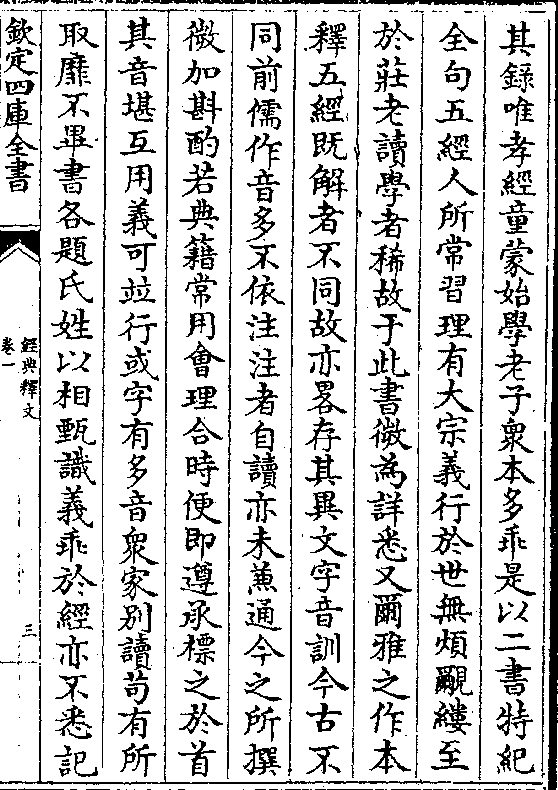 其録唯孝經童蒙始學老子衆本多乖是以二書特紀
全句五經人所常習理有大宗義行於世無煩覼縷至
於莊老讀學者稀故于此書微為詳悉又爾雅之作本
釋五經既解者不同故亦畧存其異文字音訓今古不
同前儒作音多不依注注者自讀亦未兼通今之所撰
微加斟酌若典籍常用會理合時便即遵承標之於首
其音堪互用義可並行或字有多音衆家别讀苟有所
取靡不畢書各題氏姓以相甄識義乖於經亦不悉記
欽定四庫全書
經典釋文
卷一
三